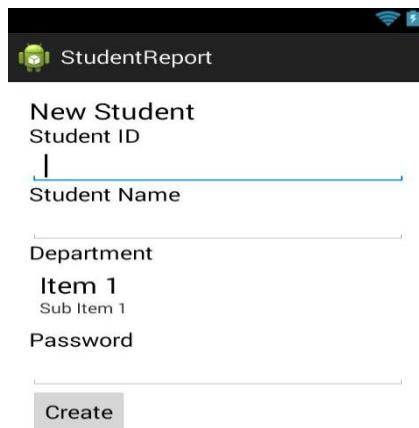 StudentReport
New Student
Student ID
Student Name
Department
Item 1
Sub Item 1
Password
Create